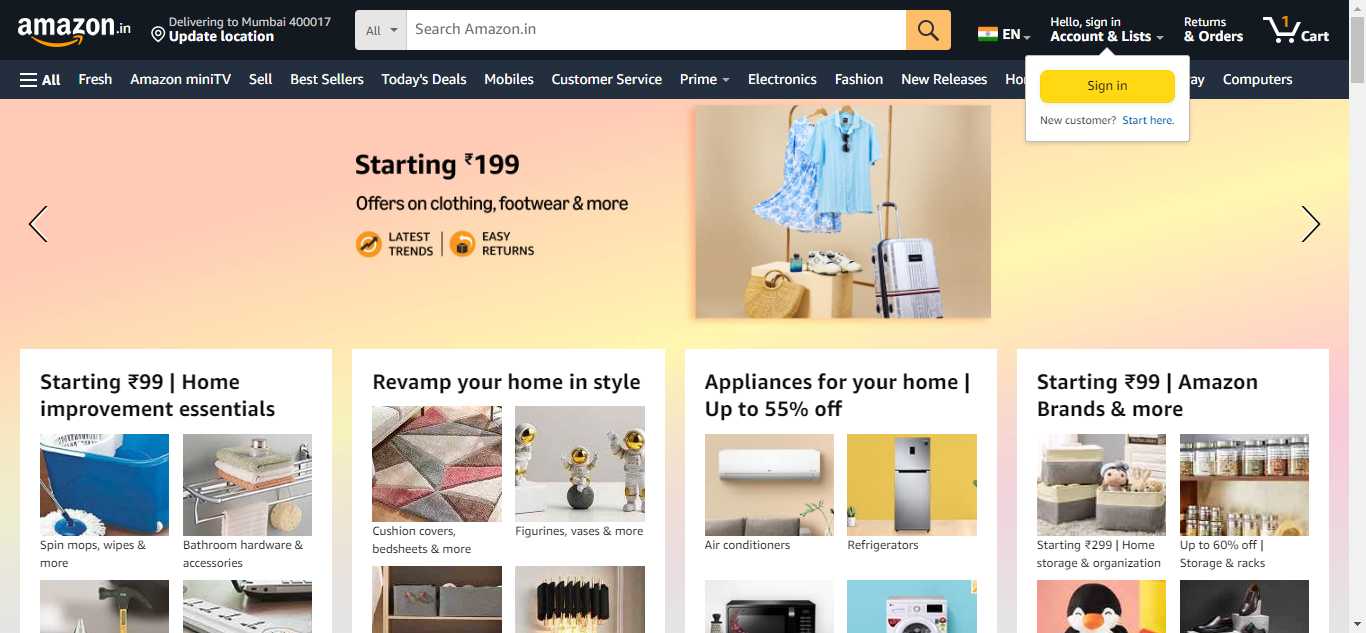 amazon.in
Delivering to Mumbai 400017
Update location
All
Search Amazon.in
EN
Hello, sign in
Account & Lists
Returns
& Orders
1
Cart
All
Fresh
Amazon miniTV
Sell
Best Sellers
Today's Deals
Mobiles
Customer Service
Prime
Electronics
Fashion
New Releases
Computers
Sign in
New customer? Start here.
Starting ₹199
Offers on clothing, footwear & more
LATEST
TRENDS
EASY
RETURNS
Starting ₹99 | Home
improvement essentials
Spin mops, wipes &
more
Bathroom hardware &
accessories
Revamp your home in style
Cushion covers,
bedsheets & more
Figurines, vases & more
Appliances for your home |
Up to 55% off
Air conditioners
Refrigerators
Starting ₹99 | Amazon
Brands & more
Starting ₹299 | Home
storage & organization
Up to 60% off |
Storage & racks